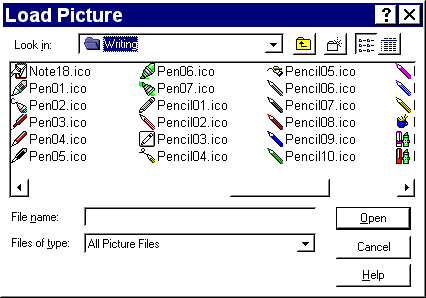 Load Picture
Look in: Writing
Note18.ico Pen06.ico Pencil05.ico
Pen01.ico Pen07.ico Pencil06.ico
Pen02.ico Pencil01.ico Pencil07.ico
Pen03.ico Pencil02.ico Pencil08.ico
Pen04.ico Pencil03.ico Pencil09.ico
Pen05.ico Pencil04.ico Pencil10.ico
File name: Open
Files of type: All Picture Files Cancel
Help